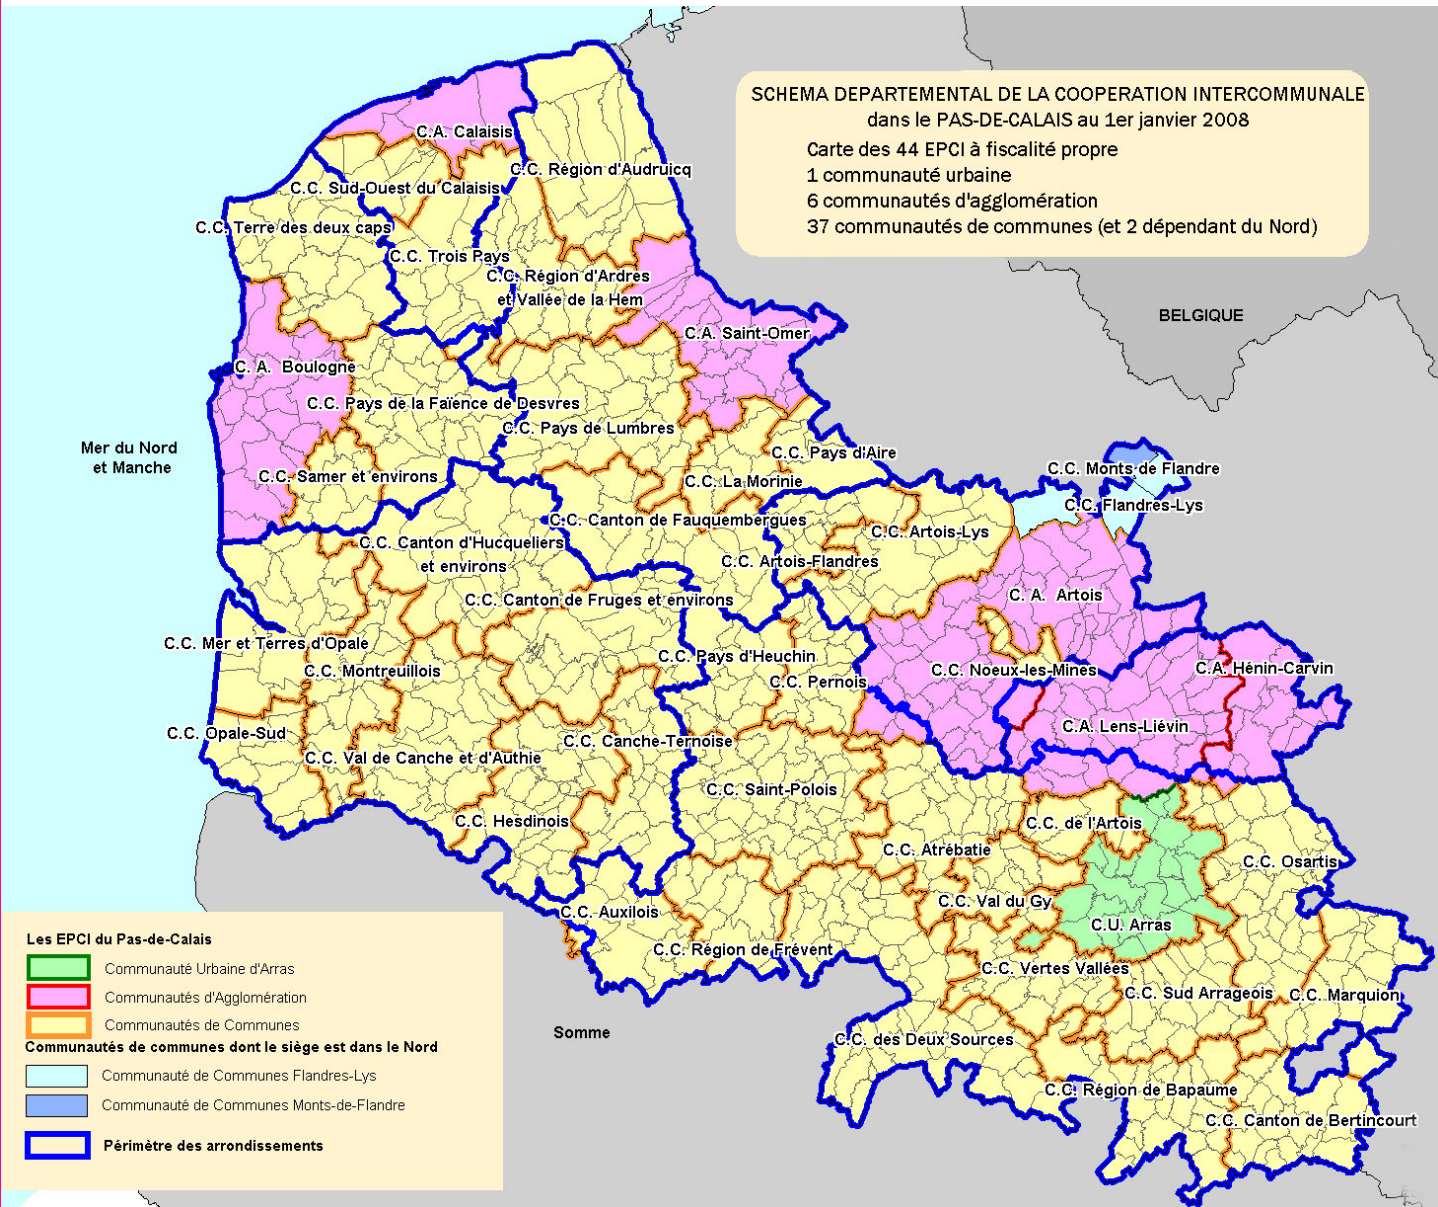 SCHEMA DEPARTEMENTAL DE LA COOPERATION INTERCOMMUNALE
dans le PAS-DE-CALAIS au 1er janvier 2008
Carte des 44 EPCI à fiscalité propre
1 communauté urbaine
6 communautés d'agglomération
37 communautés de communes (et 2 dépendant du Nord)
C.A. Calaisis
C.C. Région d'Audruicq
C.C. Sud-Ouest du Calaisis
C.C. Terre des deux caps
C.C. Trois Pays
C.C. Région d'Ardres
et Vallée de la Hem
BELGIQUE
C.A. Saint-Omer
C. A. Boulogne
C.C. Pays de la Faïence de Desvres
C.C. Pays de Lumbres
Mer du Nord
et Manche
C.C. Pays d'Aire
C.C. Monts de Flandre
C.C. Samer et environs
C.C. La Morinie
C.C. Flandres-Lys
C.C. Canton de Fauquembergues
C.C. Artois-Lys
C.C. Canton d'Hucqueliers
et environs
C.C. Artois-Flandres
C. A. Artois
C.C. Canton de Fruges et environs
C.C. Mer et Terres d'Opale
C.C. Pays d'Heuchin
C.C. Montreuillois
C.C. Noeux-les-Mines
C.A. Hénin-Carvin
C.C. Pernois
C.A. Lens-Liévin
C.C. Opale-Sud
C.C. Canche-Ternoise
C.C. Val de Canche et d'Authie
C.C. Saint-Polois
C.C. Hesdinois
C.C. de l'Artois
C.C. Atrébatie
C.C. Osartis
C.C. Val du Gy
C.C. Auxilois
C.U. Arras
C.C. Région de Frévent
C.C. Vertes Vallées
C.C. Sud Arrageois
C.C. Marquion
Somme
C.C. des Deux Sources
C.C. Région de Bapaume
C.C. Canton de Bertincourt
Les EPCI du Pas-de-Calais
Communauté Urbaine d'Arras
Communautés d'Agglomération
Communautés de Communes
Communautés de communes dont le siège est dans le Nord
Communauté de Communes Flandres-Lys
Communauté de Communes Monts-de-Flandre
Périmètre des arrondissements